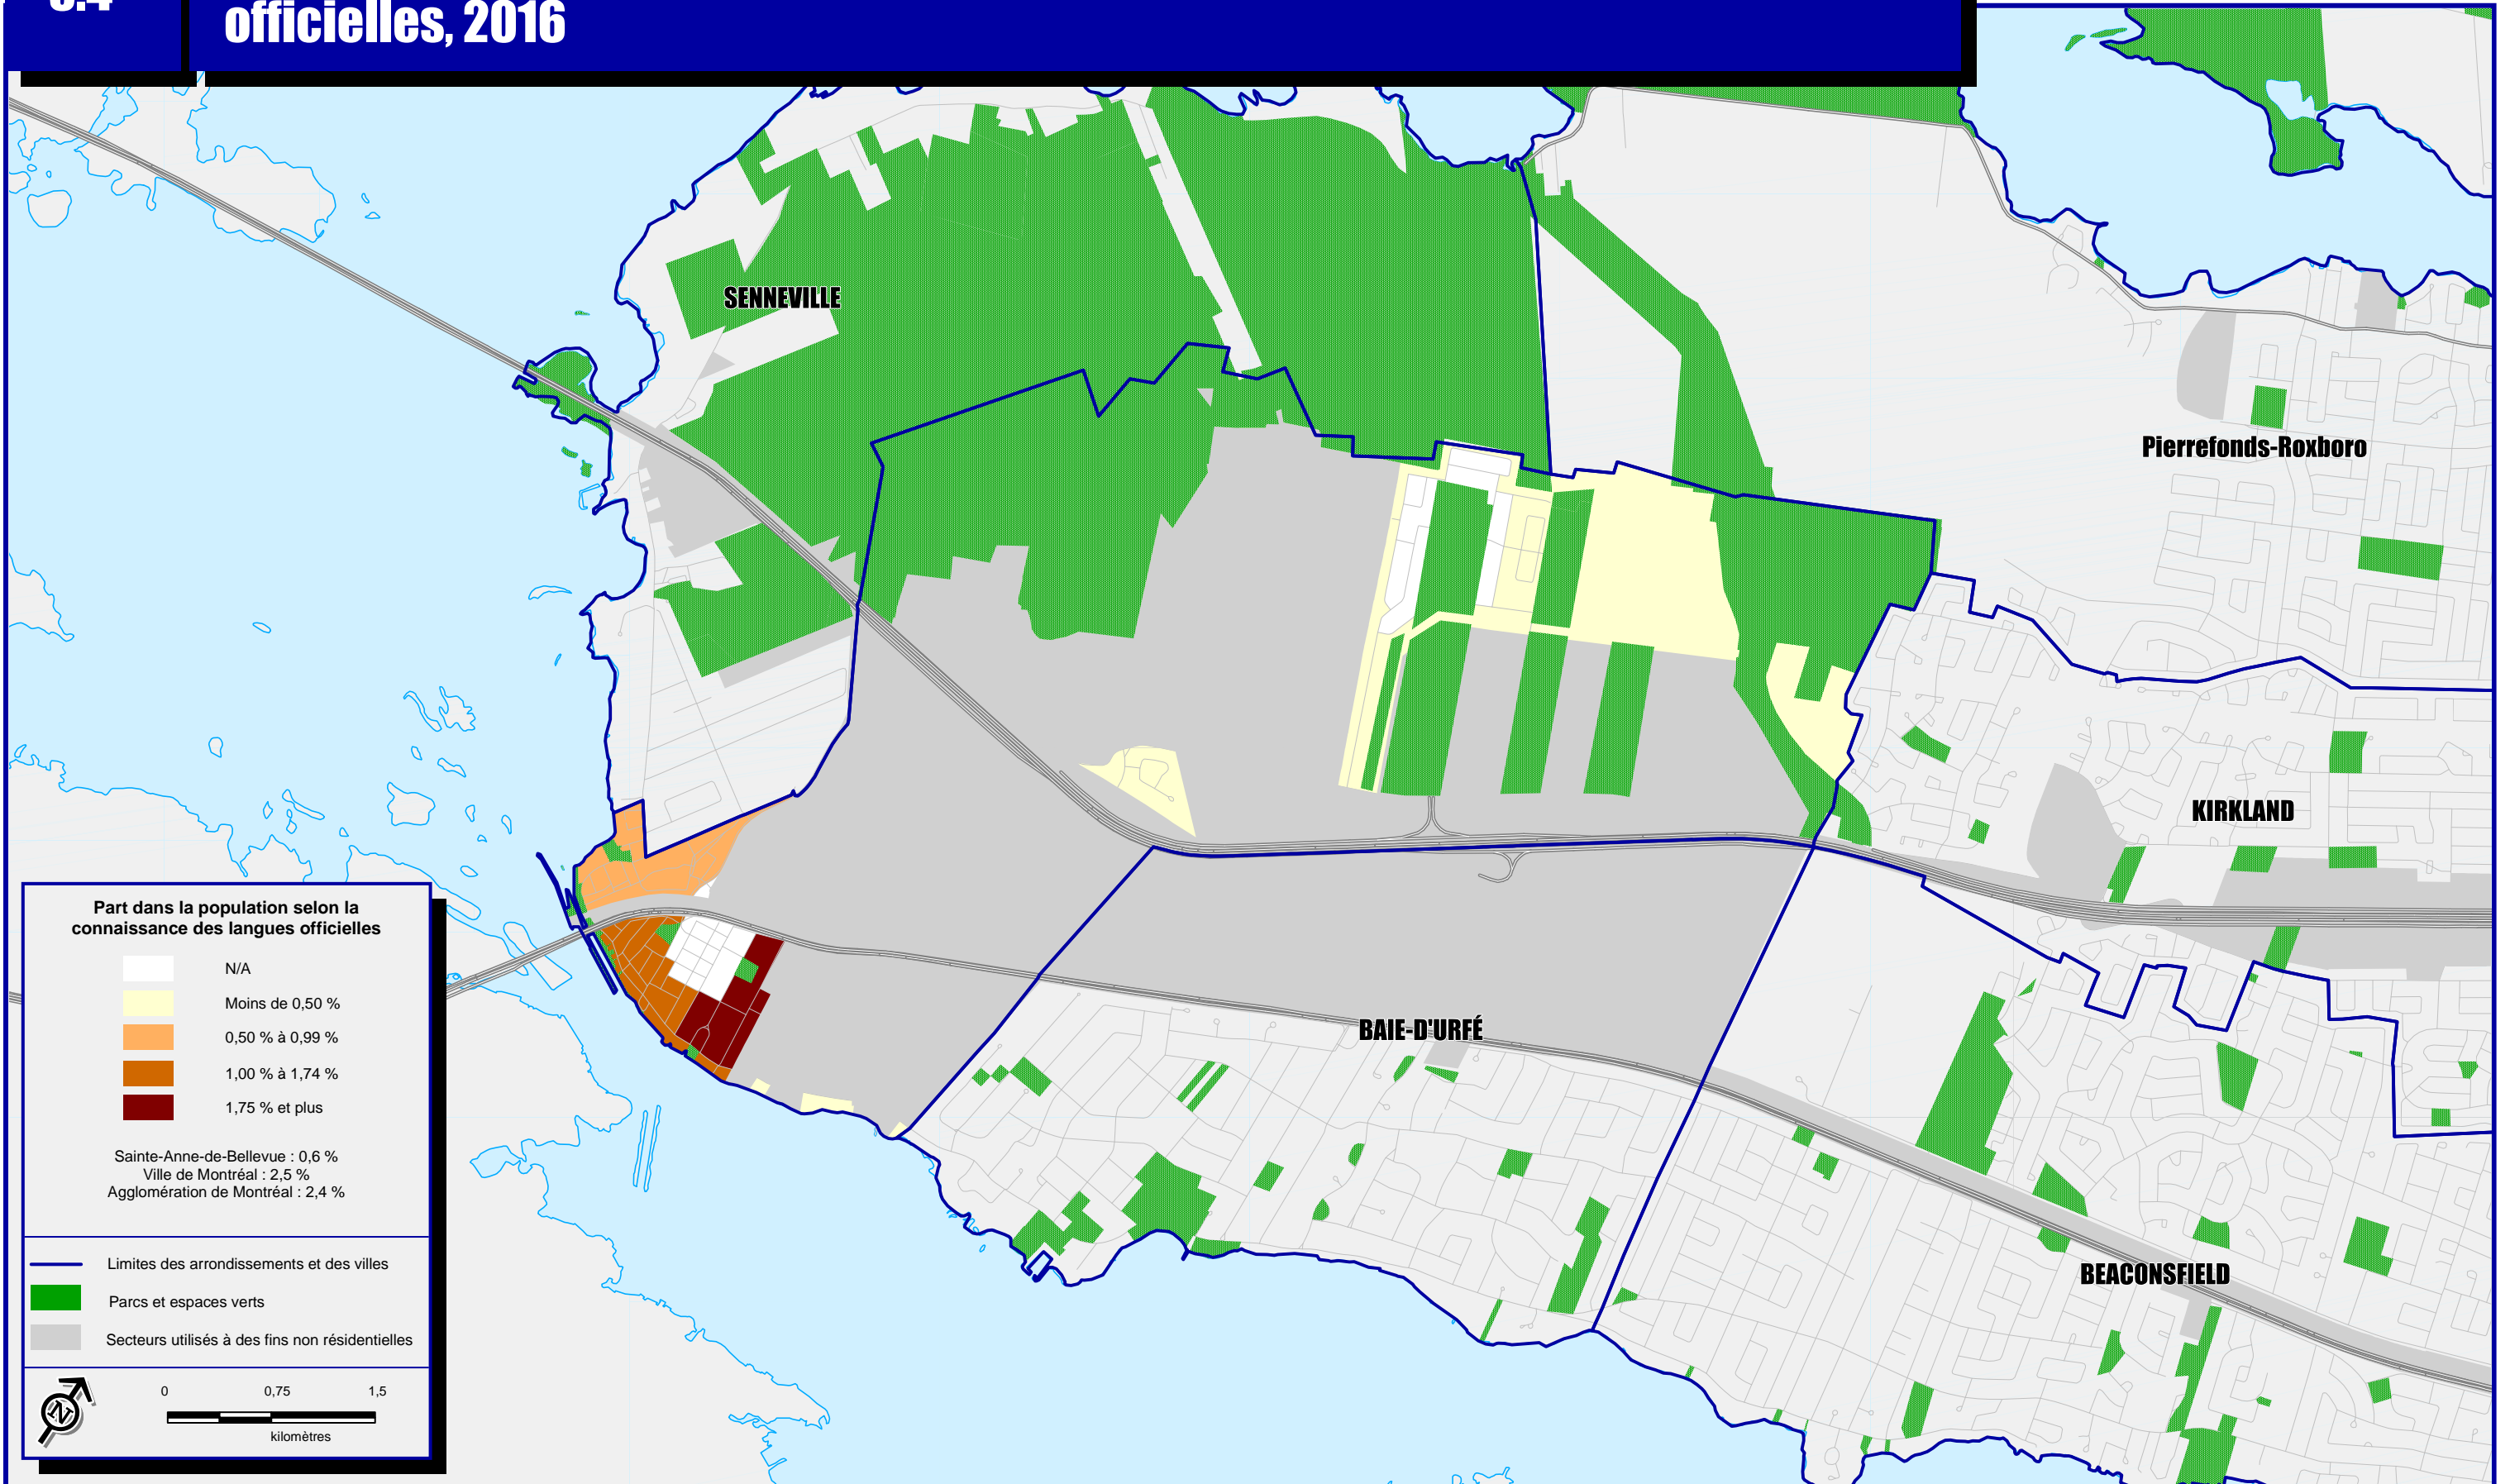 officielles, 2016
SENNEVILLE
Pierrefonds-Roxboro
KIRKLAND
BAIE-D'URFÉ
BEACONSFIELD
Part dans la population selon la
connaissance des langues officielles
N/A
Moins de 0,50 %
0,50 % à 0,99 %
1,00 % à 1,74 %
1,75 % et plus
Sainte-Anne-de-Bellevue : 0,6 %
Ville de Montréal : 2,5 %
Agglomération de Montréal : 2,4 %
Limites des arrondissements et des villes
Parcs et espaces verts
Secteurs utilisés à des fins non résidentielles
N
0 0,75 1,5
kilomètres